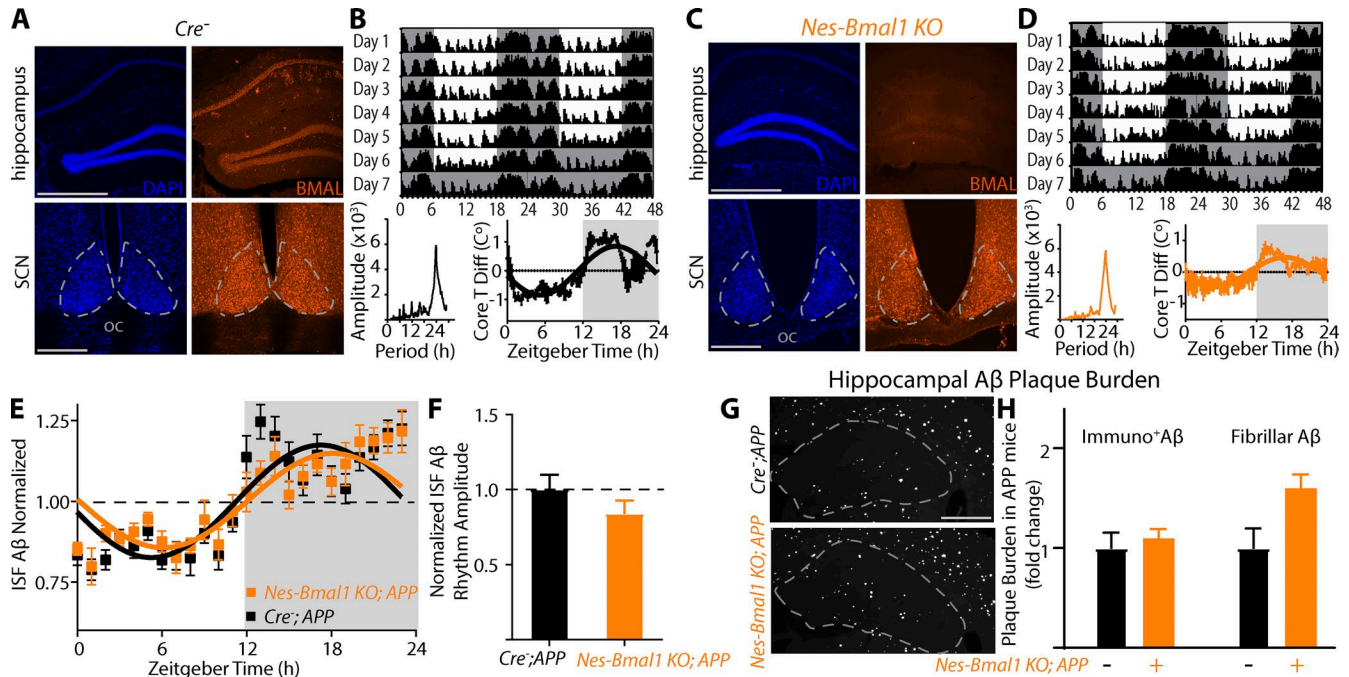 A
Cre⁻
hippocampus
DAPI
BMAL
SCN
OC
B
Day 1
Day 2
Day 3
Day 4
Day 5
Day 6
Day 7
0 6 12 18 24 30 36 42 48
Amplitude (x10³)
6
4
2
0 6 12 24
Period (h)
Core T Diff (C°)
1
0
−1
0 6 12 18 24
Zeitgeber Time (h)
C
Nes-Bmal1 KO
hippocampus
DAPI
BMAL
SCN
OC
D
Day 1
Day 2
Day 3
Day 4
Day 5
Day 6
Day 7
0 6 12 18 24 30 36 42 48
Amplitude (x10³)
6
4
2
0 6 12 24
Period (h)
Core T Diff (C°)
1
0
−1
0 6 12 18 24
Zeitgeber Time (h)
E
ISF Aβ Normalized
1.25
1.00
0.75
Nes-Bmal1 KO; APP
Cre⁻; APP
0 6 12 18 24
Zeitgeber Time (h)
F
Normalized ISF Aβ
Rhythm Amplitude
1.5
1.0
0.5
Cre⁻;APP
Nes-Bmal1 KO; APP
Hippocampal Aβ Plaque Burden
G
Cre⁻;APP
Nes-Bmal1 KO; APP
H
Plaque Burden in APP mice
(fold change)
2
1
Immuno⁺Aβ
Fibrillar Aβ
Nes-Bmal1 KO; APP - + - +